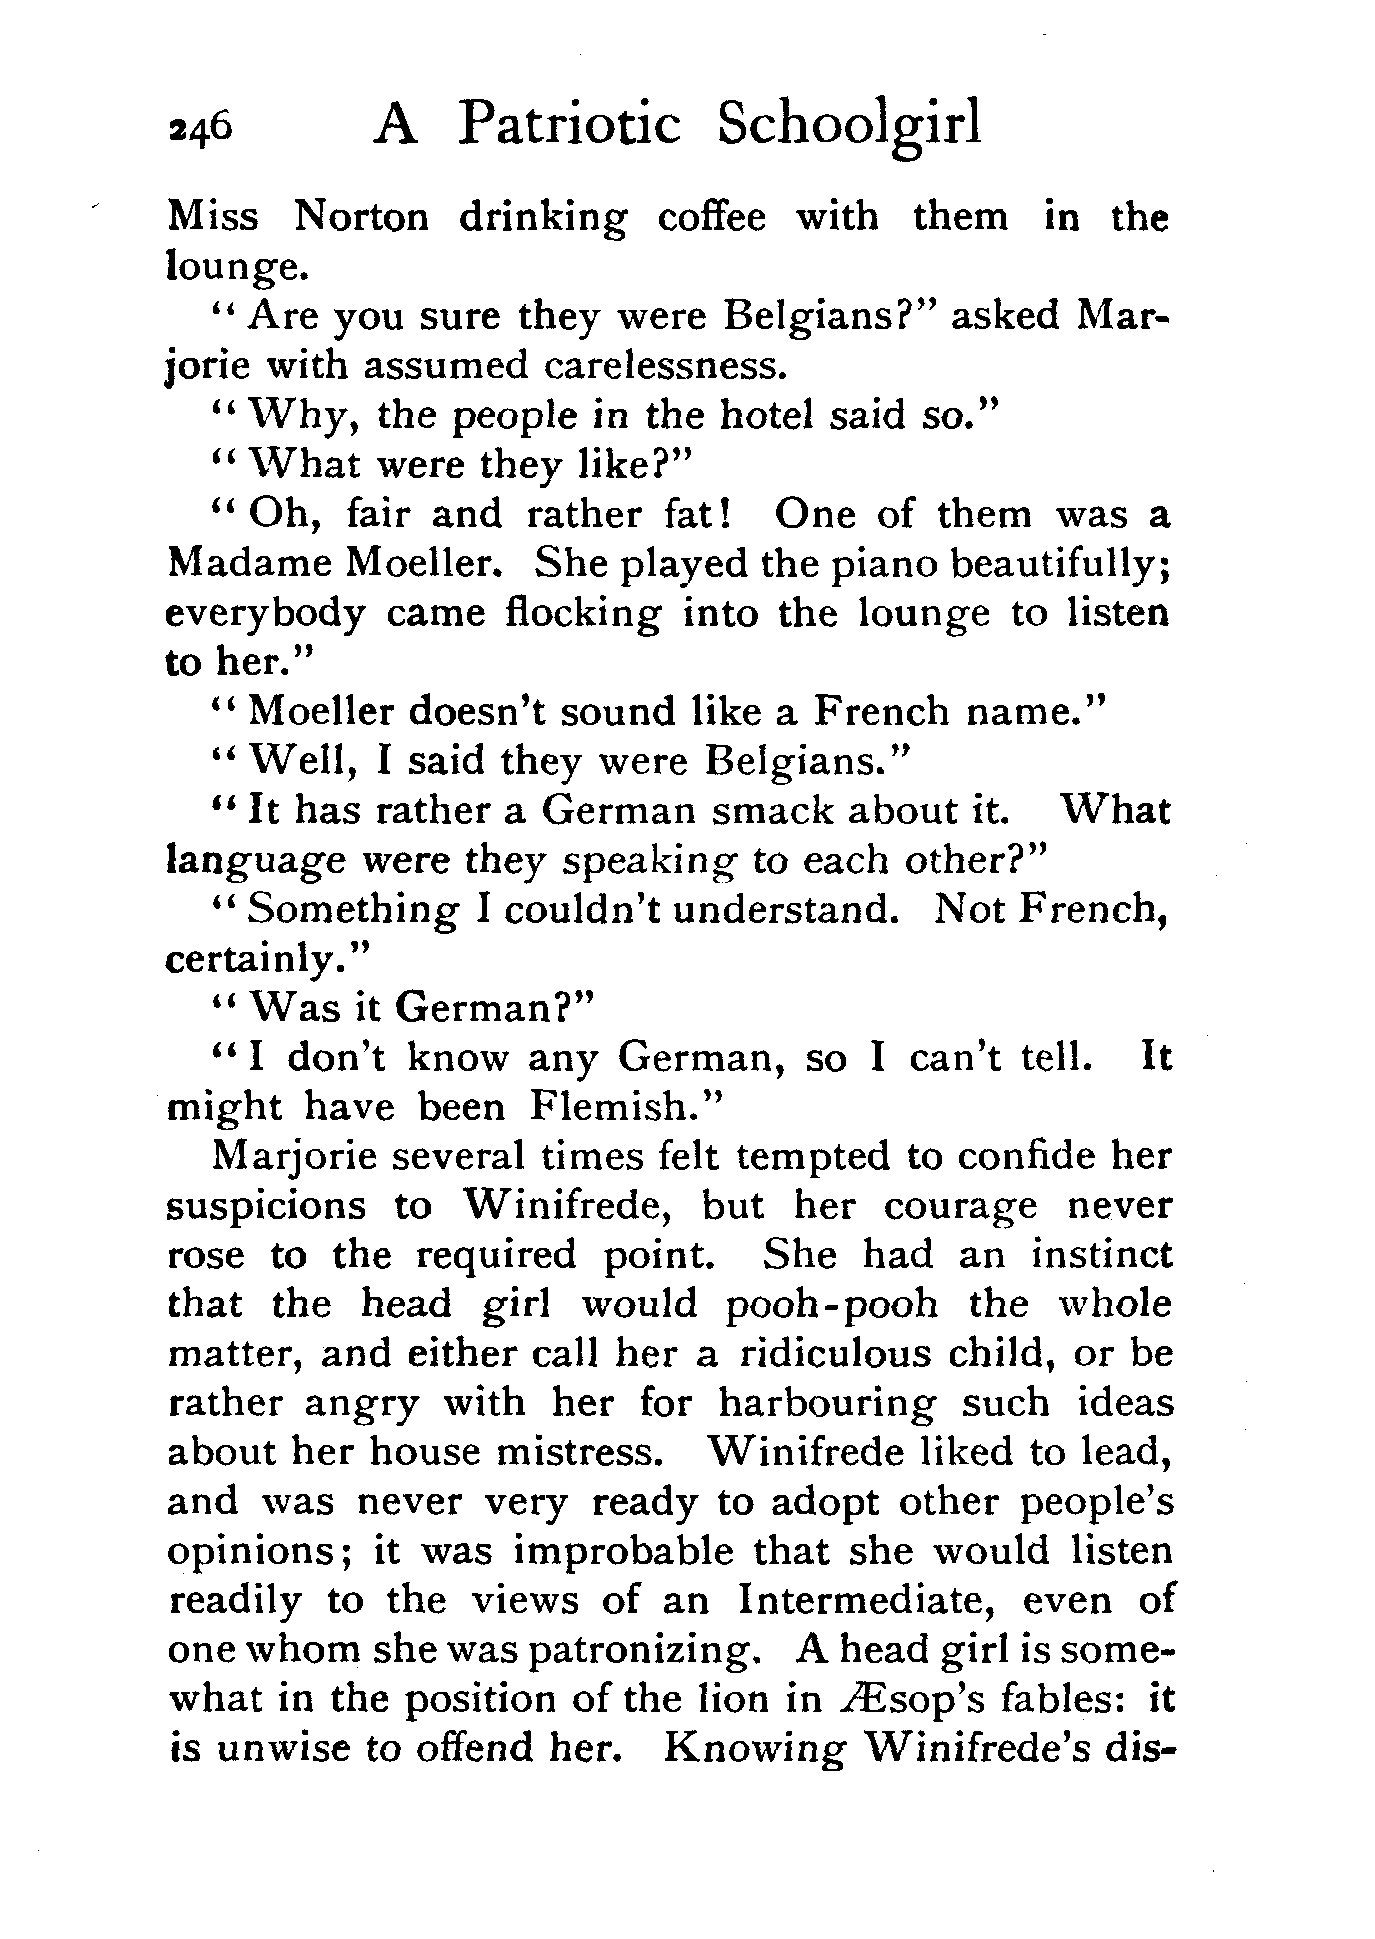 246 A Patriotic Schoolgirl
Miss Norton drinking coffee with them in the
lounge.
“ Are you sure they were Belgians?” asked Mar-
jorie with assumed carelessness.
“ Why, the people in the hotel said so.”
“ What were they like?”
“ Oh, fair and rather fat! One of them was a
Madame Moeller. She played the piano beautifully;
everybody came flocking into the lounge to listen
to her.”
“ Moeller doesn't sound like a French name.”
“ Well, I said they were Belgians.”
“ It has rather a German smack about it. What
language were they speaking to each other?”
“ Something I couldn't understand. Not French,
certainly.”
“ Was it German?”
“ I don't know any German, so I can't tell. It
might have been Flemish.”
Marjorie several times felt tempted to confide her
suspicions to Winifrede, but her courage never
rose to the required point. She had an instinct
that the head girl would pooh-pooh the whole
matter, and either call her a ridiculous child, or be
rather angry with her for harbouring such ideas
about her house mistress. Winifrede liked to lead,
and was never very ready to adopt other people's
opinions; it was improbable that she would listen
readily to the views of an Intermediate, even of
one whom she was patronizing. A head girl is some-
what in the position of the lion in Æsop's fables: it
is unwise to offend her. Knowing Winifrede's dis-